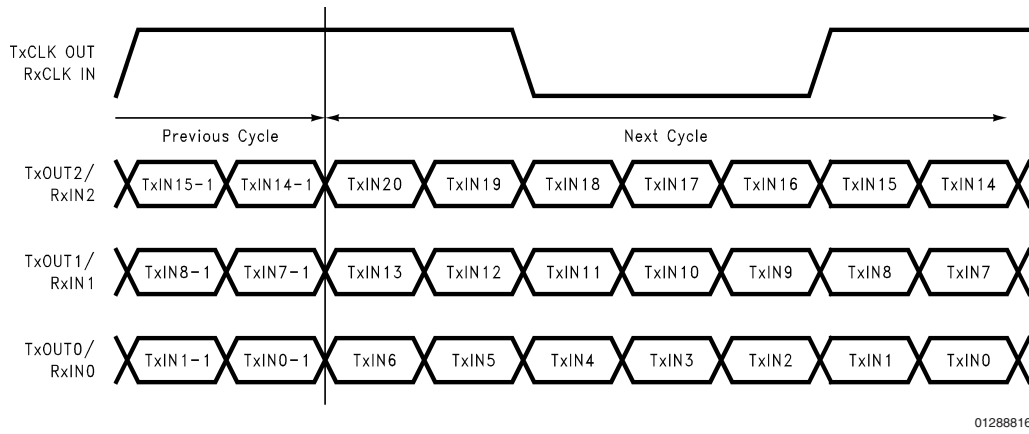 TxCLK OUT
RxCLK IN
Previous Cycle
Next Cycle
TxOUT2/
RxIN2
TxIN15-1 TxIN14-1 TxIN20 TxIN19 TxIN18 TxIN17 TxIN16 TxIN15 TxIN14
TxOUT1/
RxIN1
TxIN8-1 TxIN7-1 TxIN13 TxIN12 TxIN11 TxIN10 TxIN9 TxIN8 TxIN7
TxOUT0/
RxIN0
TxIN1-1 TxIN0-1 TxIN6 TxIN5 TxIN4 TxIN3 TxIN2 TxIN1 TxIN0
01288816